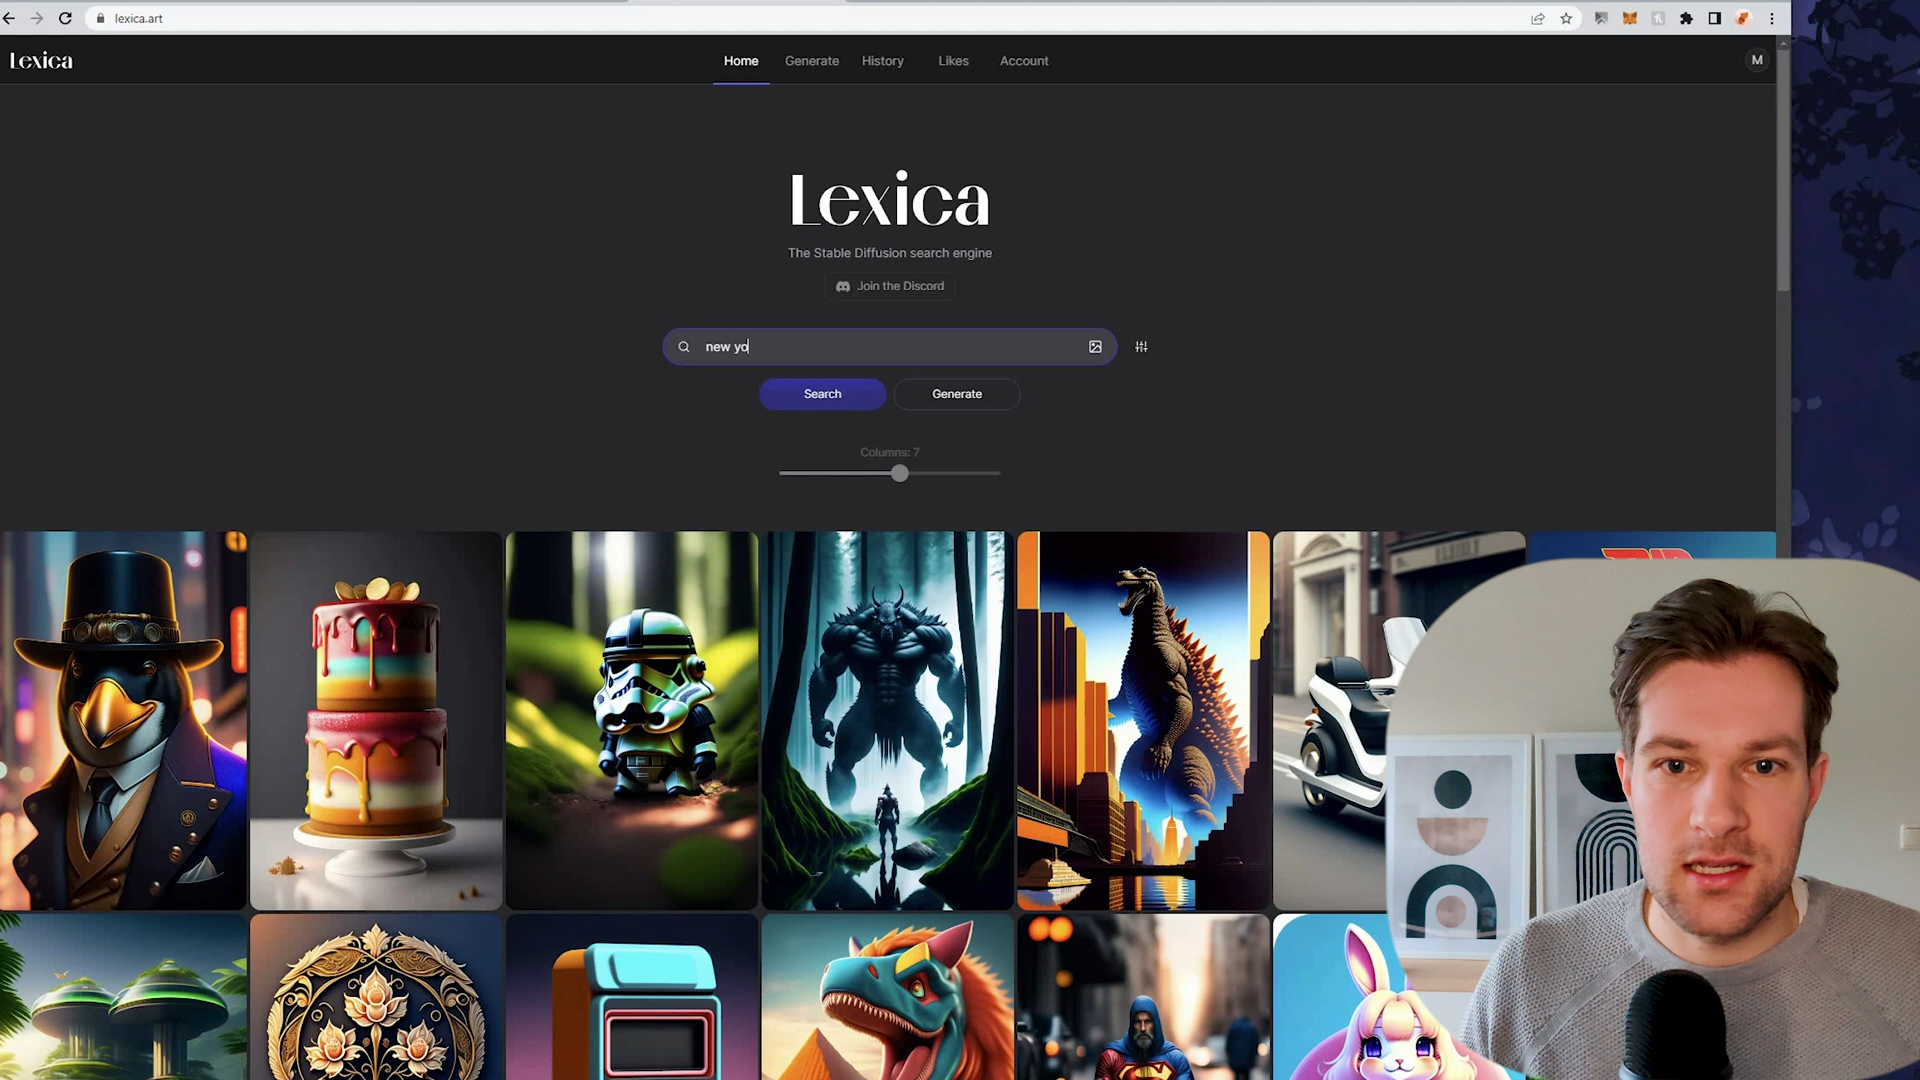 lexica.art
Lexica
Home
Generate
History
Likes
Account
M
Lexica
The Stable Diffusion search engine
Join the Discord
new yo
Search
Generate
Columns: 7